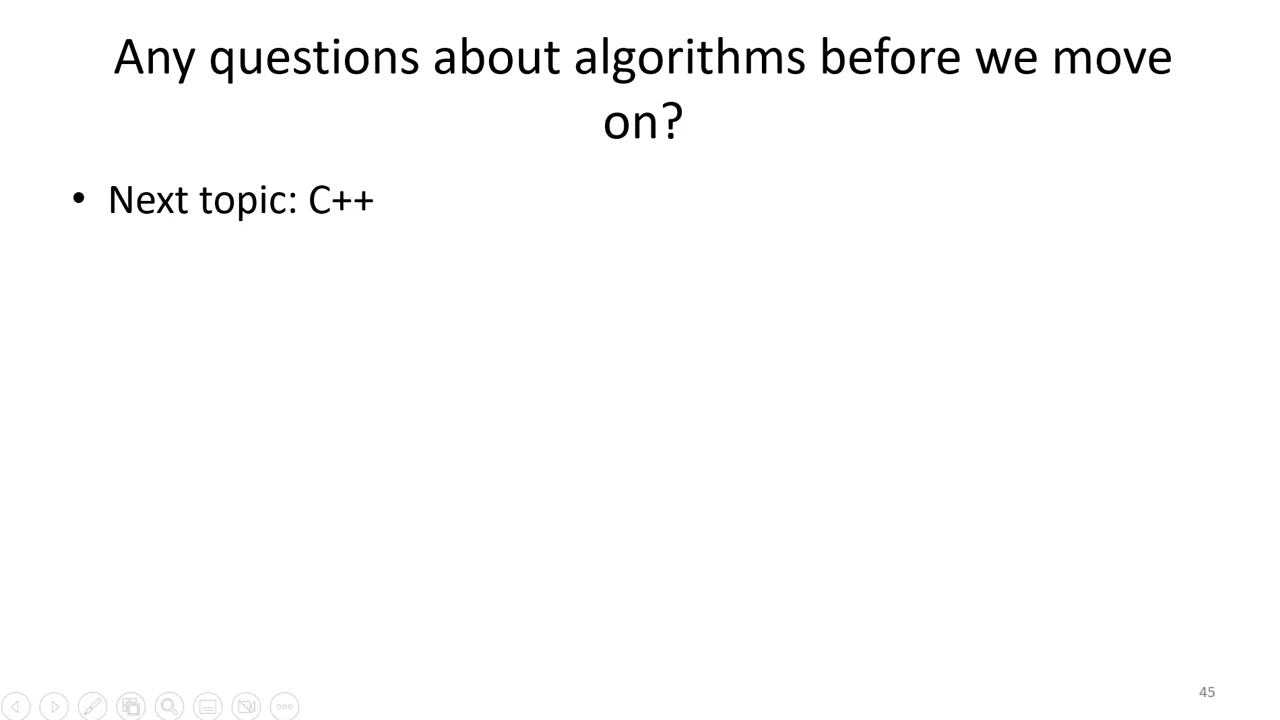 Any questions about algorithms before we move
on?
• Next topic: C++
45